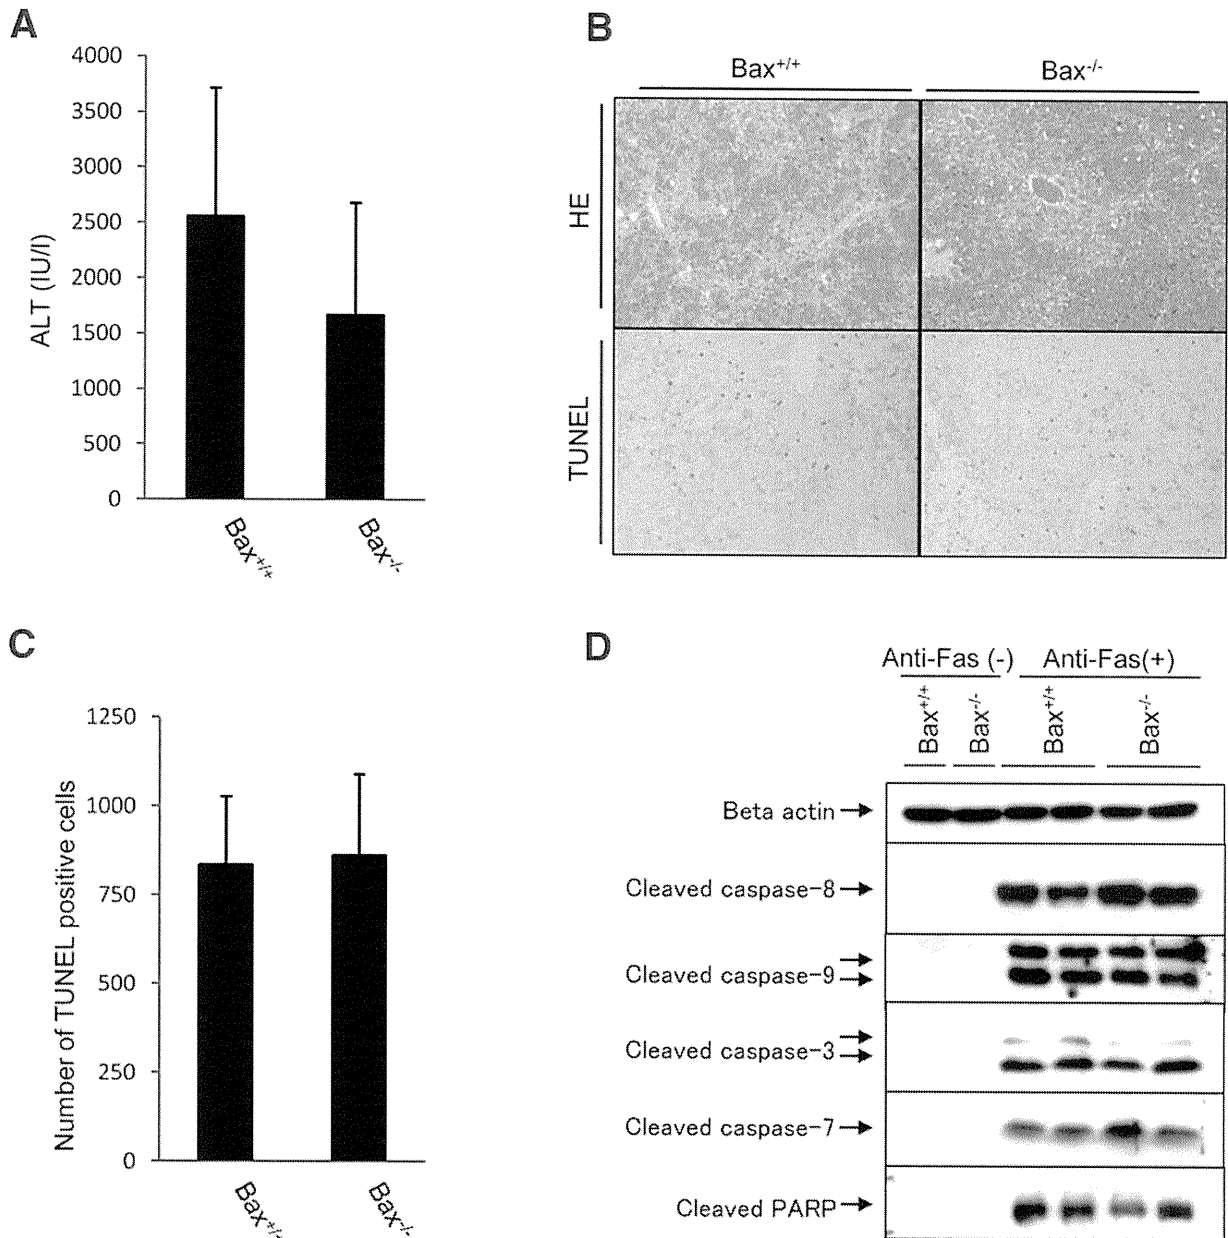 A
4000
3500
3000
2500
2000
1500
1000
500
0
ALT (IU/l)
Bax+/+
Bax-/-
B
Bax+/+
Bax-/-
HE
TUNEL
C
1250
1000
750
500
250
0
Number of TUNEL positive cells
Bax+/+
Bax-/-
D
Anti-Fas (-)
Anti-Fas(+)
Bax+/+
Bax-/-
Bax+/+
Bax-/-
Beta actin
Cleaved caspase-8
Cleaved caspase-9
Cleaved caspase-3
Cleaved caspase-7
Cleaved PARP